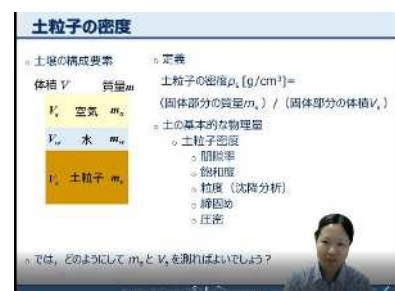 土粒子の密度
。土壌の構成要素
体積 V 質量m
Va 空気 ma
Vw 水 mw
Vs 土粒子 ms
。定義
土粒子の密度ρs [g/cm³]=
(固体部分の質量ms) / (固体部分の体積Vs)
。土の基本的な物理量
。土粒子密度
。間隙率
。飽和度
。粒度（沈降分析）
。締固め
。圧密
。では，どのようにして msと Vsを測ればよいでしょう？